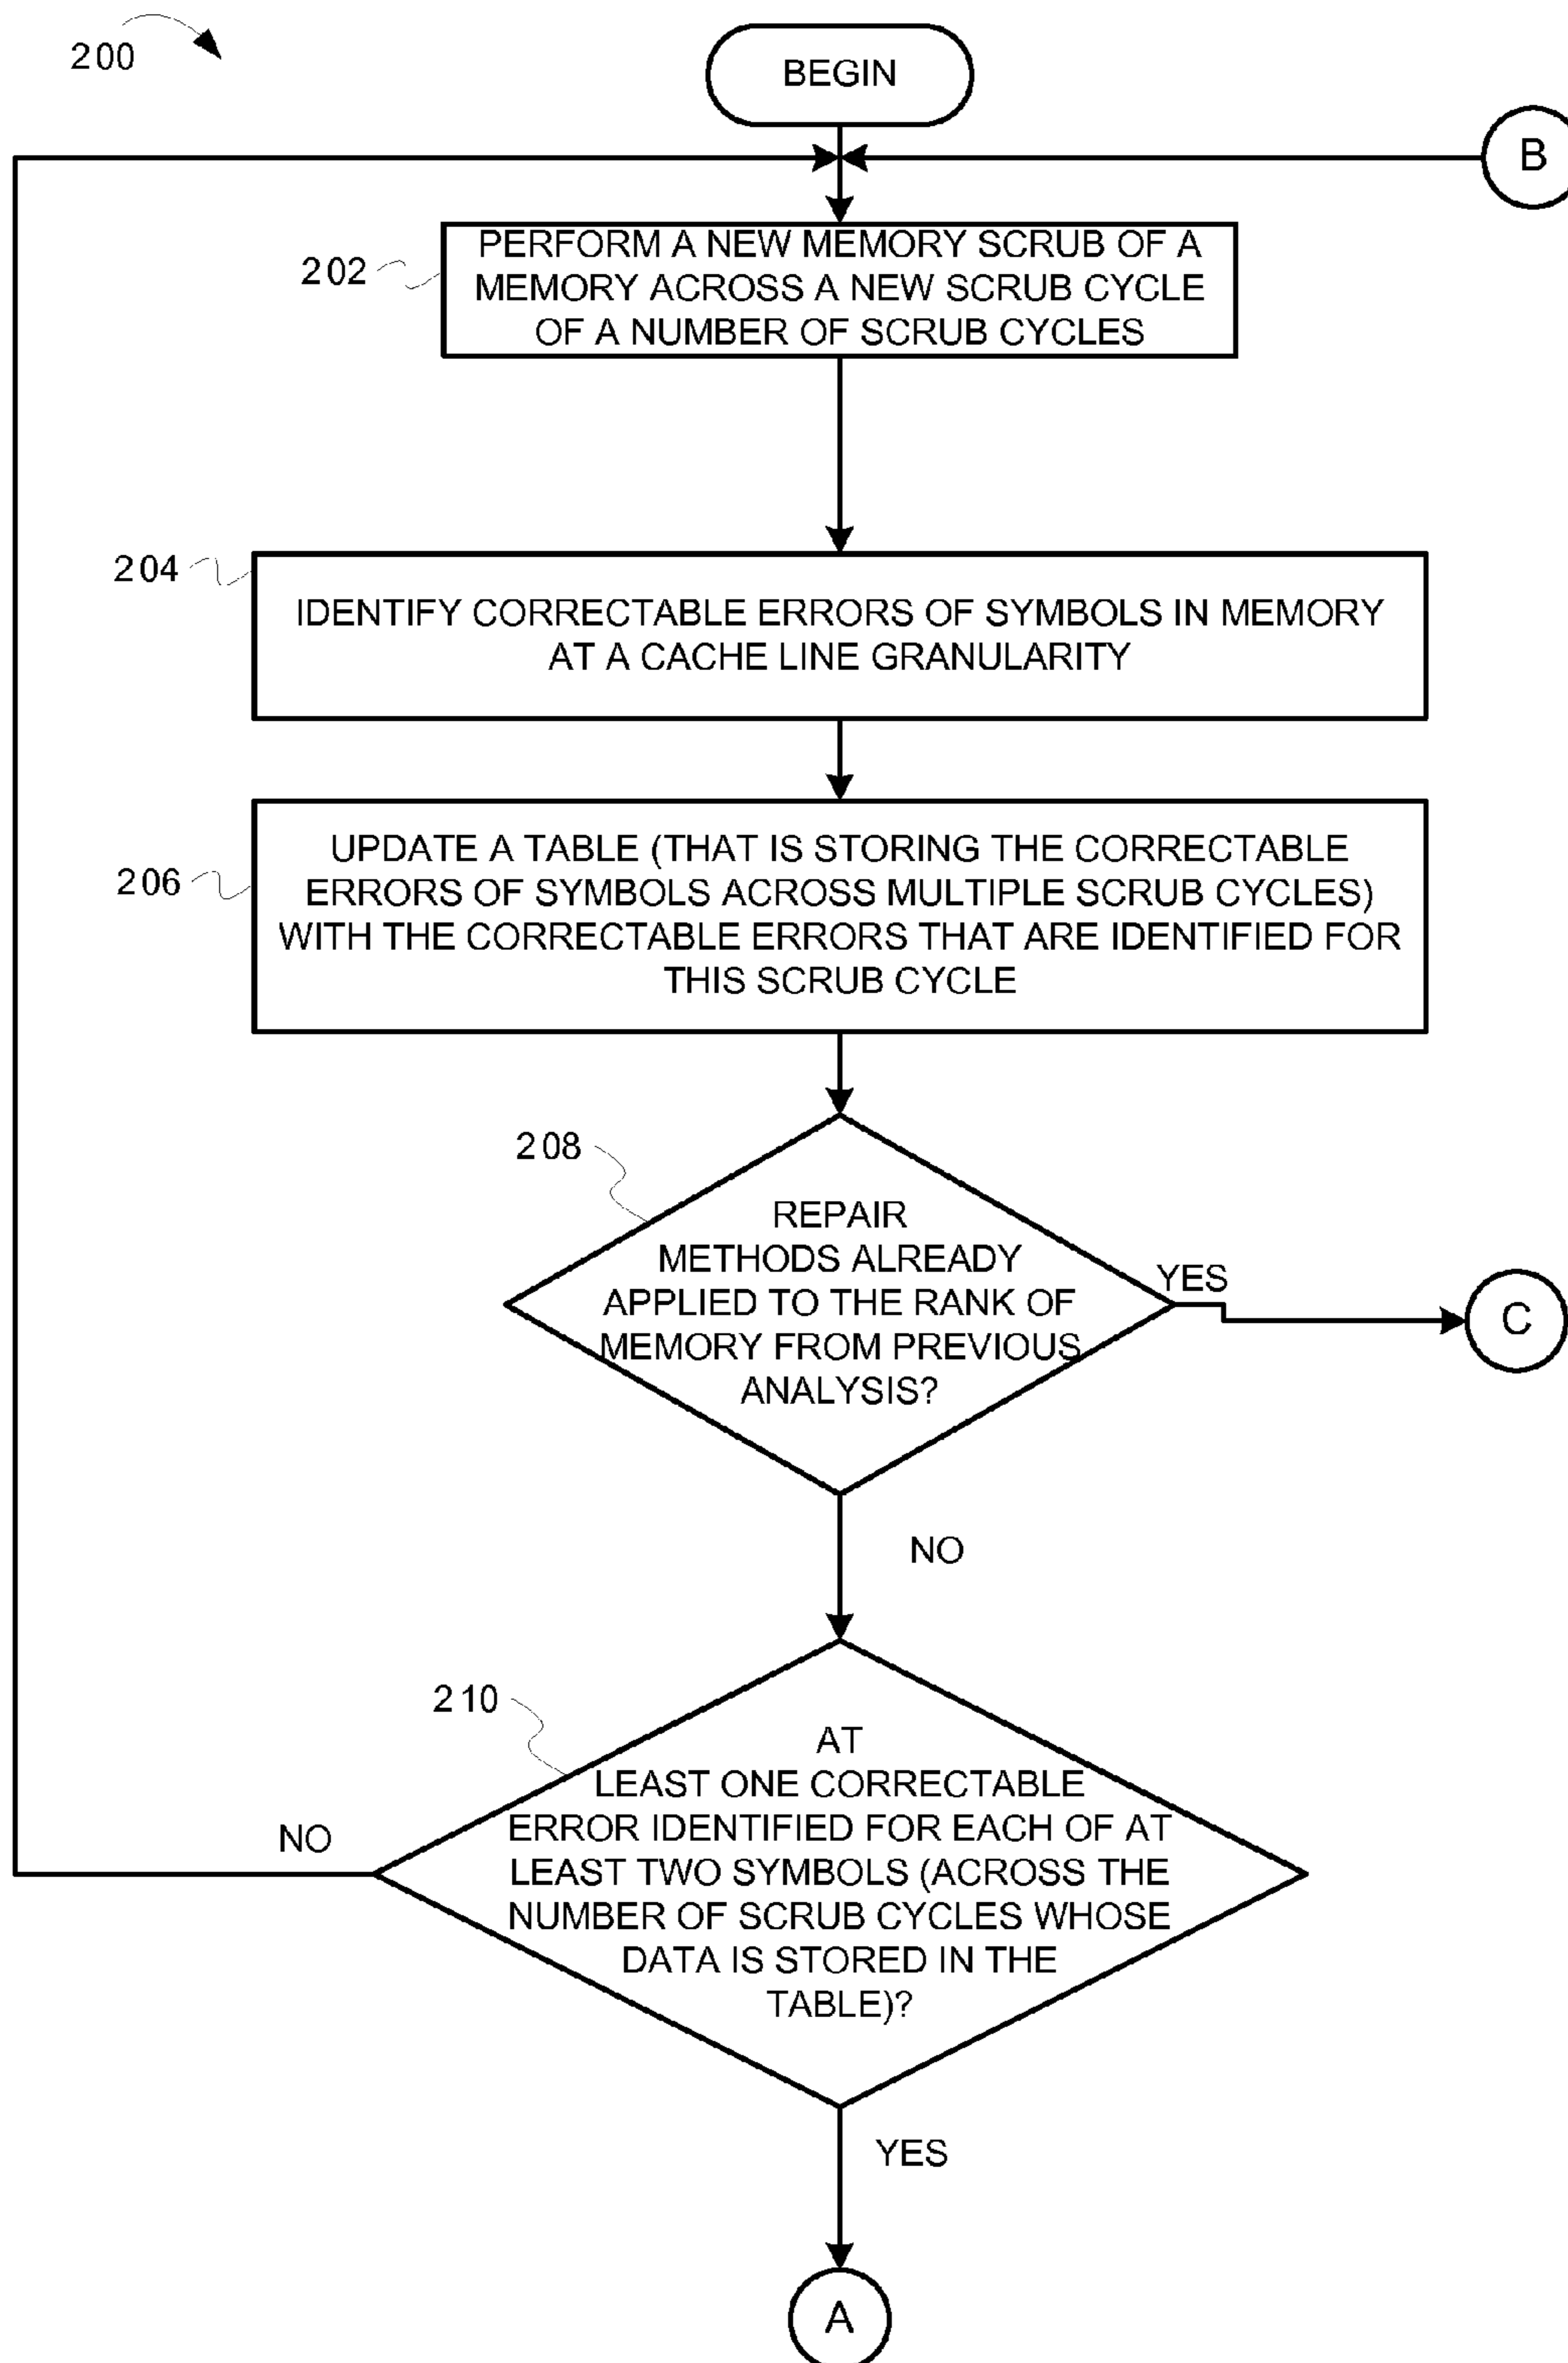 200
BEGIN
B
202
PERFORM A NEW MEMORY SCRUB OF A
MEMORY ACROSS A NEW SCRUB CYCLE
OF A NUMBER OF SCRUB CYCLES
204
IDENTIFY CORRECTABLE ERRORS OF SYMBOLS IN MEMORY
AT A CACHE LINE GRANULARITY
206
UPDATE A TABLE (THAT IS STORING THE CORRECTABLE
ERRORS OF SYMBOLS ACROSS MULTIPLE SCRUB CYCLES)
WITH THE CORRECTABLE ERRORS THAT ARE IDENTIFIED FOR
THIS SCRUB CYCLE
208
REPAIR
METHODS ALREADY
APPLIED TO THE RANK OF
MEMORY FROM PREVIOUS
ANALYSIS?
YES
C
NO
210
AT
LEAST ONE CORRECTABLE
ERROR IDENTIFIED FOR EACH OF AT
LEAST TWO SYMBOLS (ACROSS THE
NUMBER OF SCRUB CYCLES WHOSE
DATA IS STORED IN THE
TABLE)?
NO
YES
A